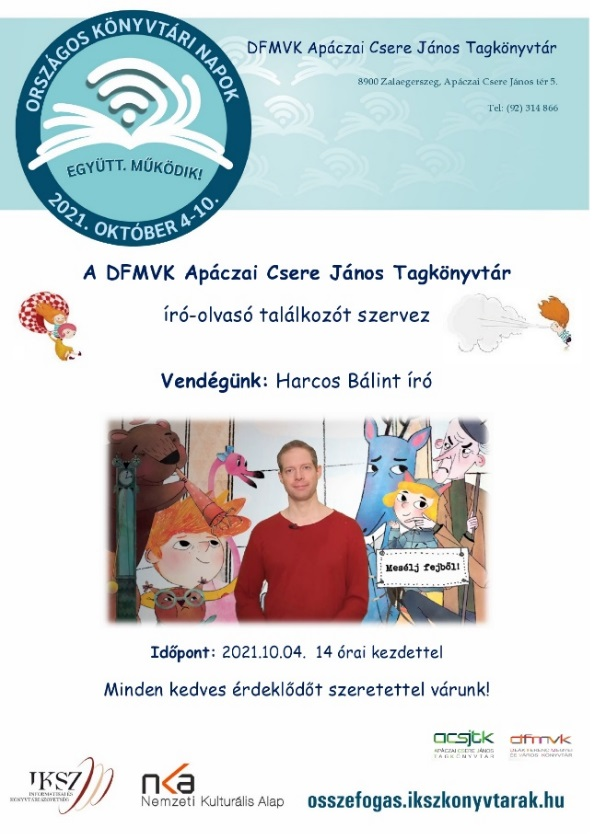 ORSZÁGOS KÖNYVTÁRI NAPOK
EGYÜTT. MŰKÖDIK!
2021. OKTÓBER 4-10.
DFMVK Apáczai Csere János Tagkönyvtár
8900 Zalaegerszeg, Apáczai Csere János tér 5.
Tel: (92) 314 866
A DFMVK Apáczai Csere János Tagkönyvtár
író-olvasó találkozót szervez
Vendégünk: Harcos Bálint író
Mesélj fejből!
Időpont: 2021.10.04. 14 órai kezdettel
Minden kedves érdeklődőt szeretettel várunk!
acsjtk
APÁCZAI CSERE JÁNOS
TAGKÖNYVTÁR
dfmvk
DEÁK FERENC MEGYEI
ÉS VÁROSI KÖNYVTÁR
IKSZ
INFORMATIKAI ÉS
KÖNYVTÁRI SZÖVETSÉG
nka
Nemzeti Kulturális Alap
osszefogas.ikszkonyvtarak.hu